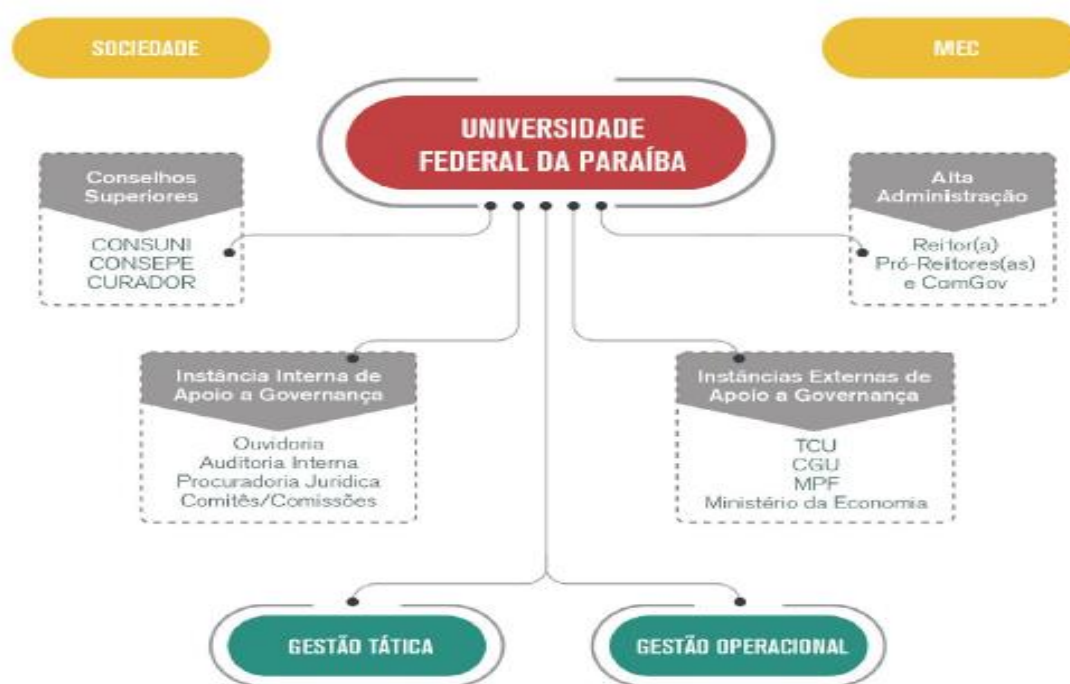 SOCIEDADE
MEC
UNIVERSIDADE
FEDERAL DA PARAÍBA
Conselhos
Superiores
CONSUNI
CONSEPE
CURADOR
Alta
Administração
Reitor(a)
Pró-Reitores(as)
e ComGov
Instância Interna de
Apoio a Governança
Ouvidoria
Auditoria Interna
Procuradoria Jurídica
Comitês/Comissões
Instâncias Externas de
Apoio a Governança
TCU
CGU
MPF
Ministério da Economia
GESTÃO TÁTICA
GESTÃO OPERACIONAL